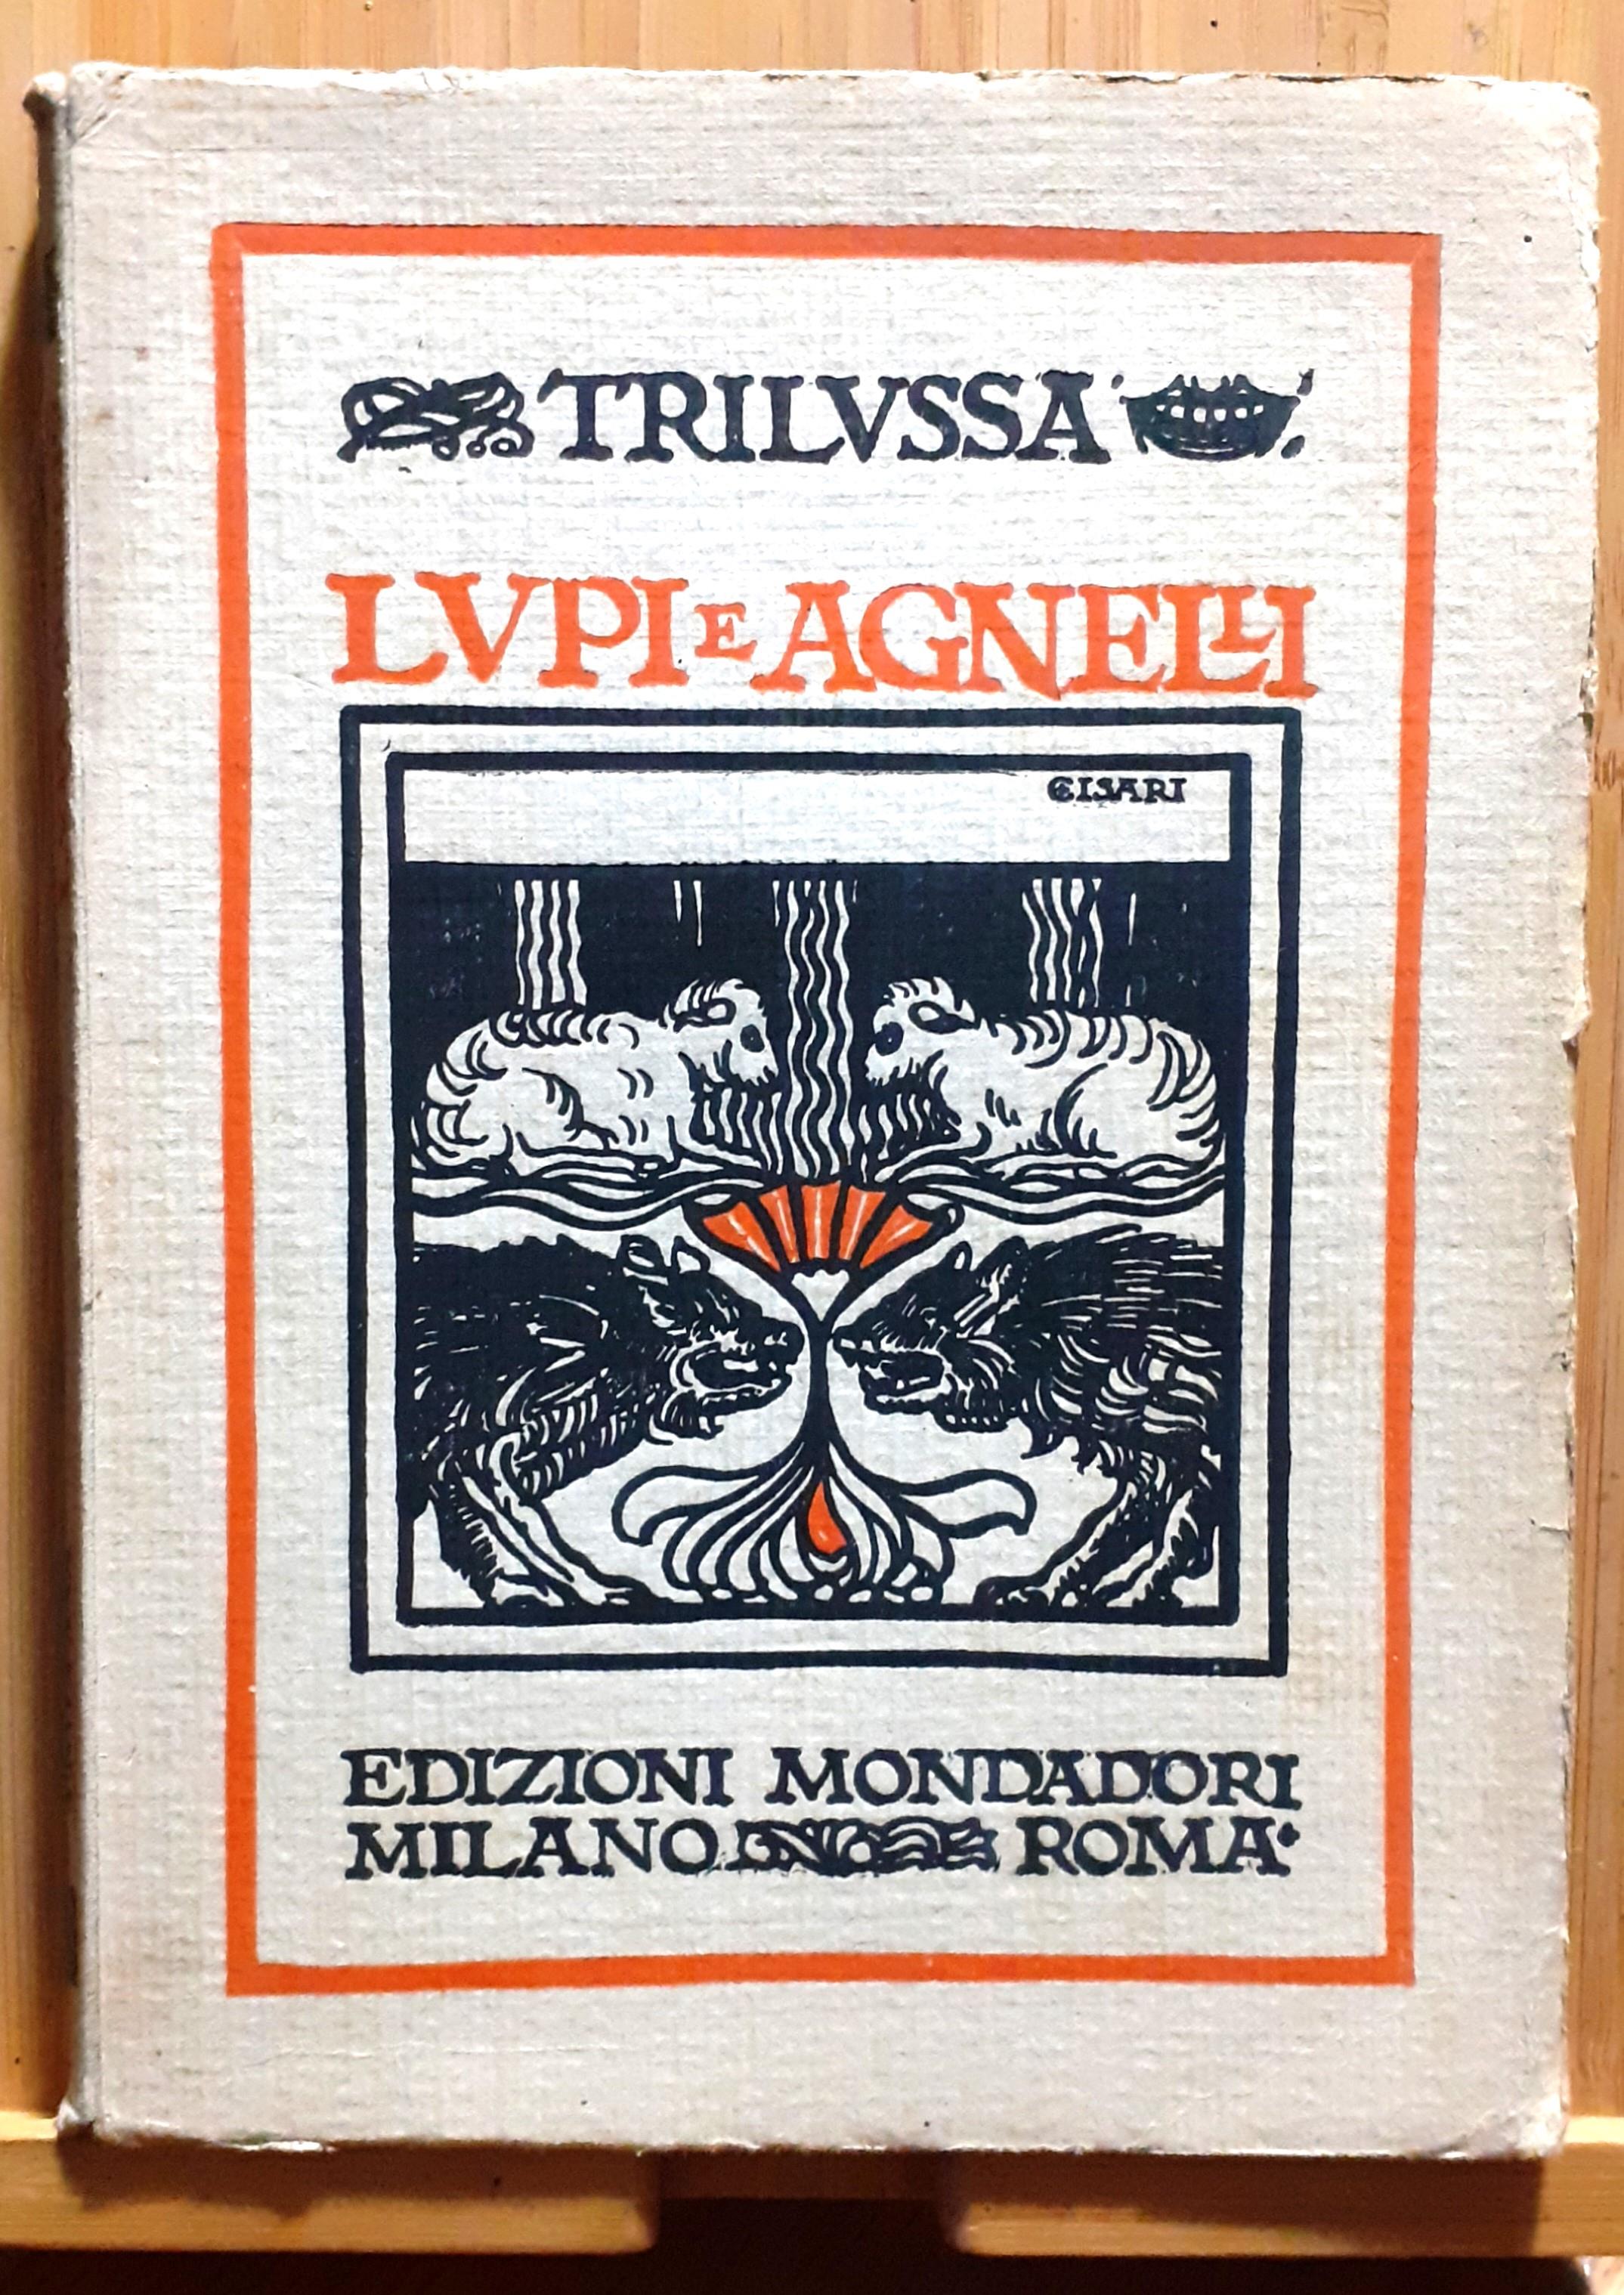 TRILVSSA
LVPI E AGNELLI
CISARI
EDIZIONI MONDADORI
MILANO ROMA